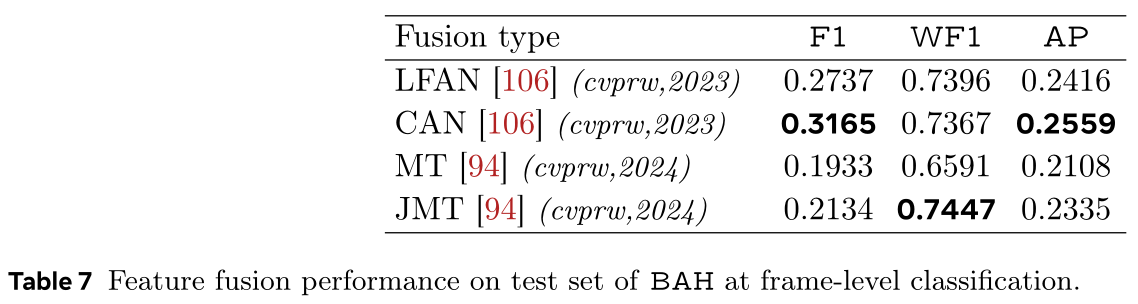 Fusion type F1 WF1 AP
LFAN [106] (cvprw,2023) 0.2737 0.7396 0.2416
CAN [106] (cvprw,2023) 0.3165 0.7367 0.2559
MT [94] (cvprw,2024) 0.1933 0.6591 0.2108
JMT [94] (cvprw,2024) 0.2134 0.7447 0.2335
Table 7 Feature fusion performance on test set of BAH at frame-level classification.